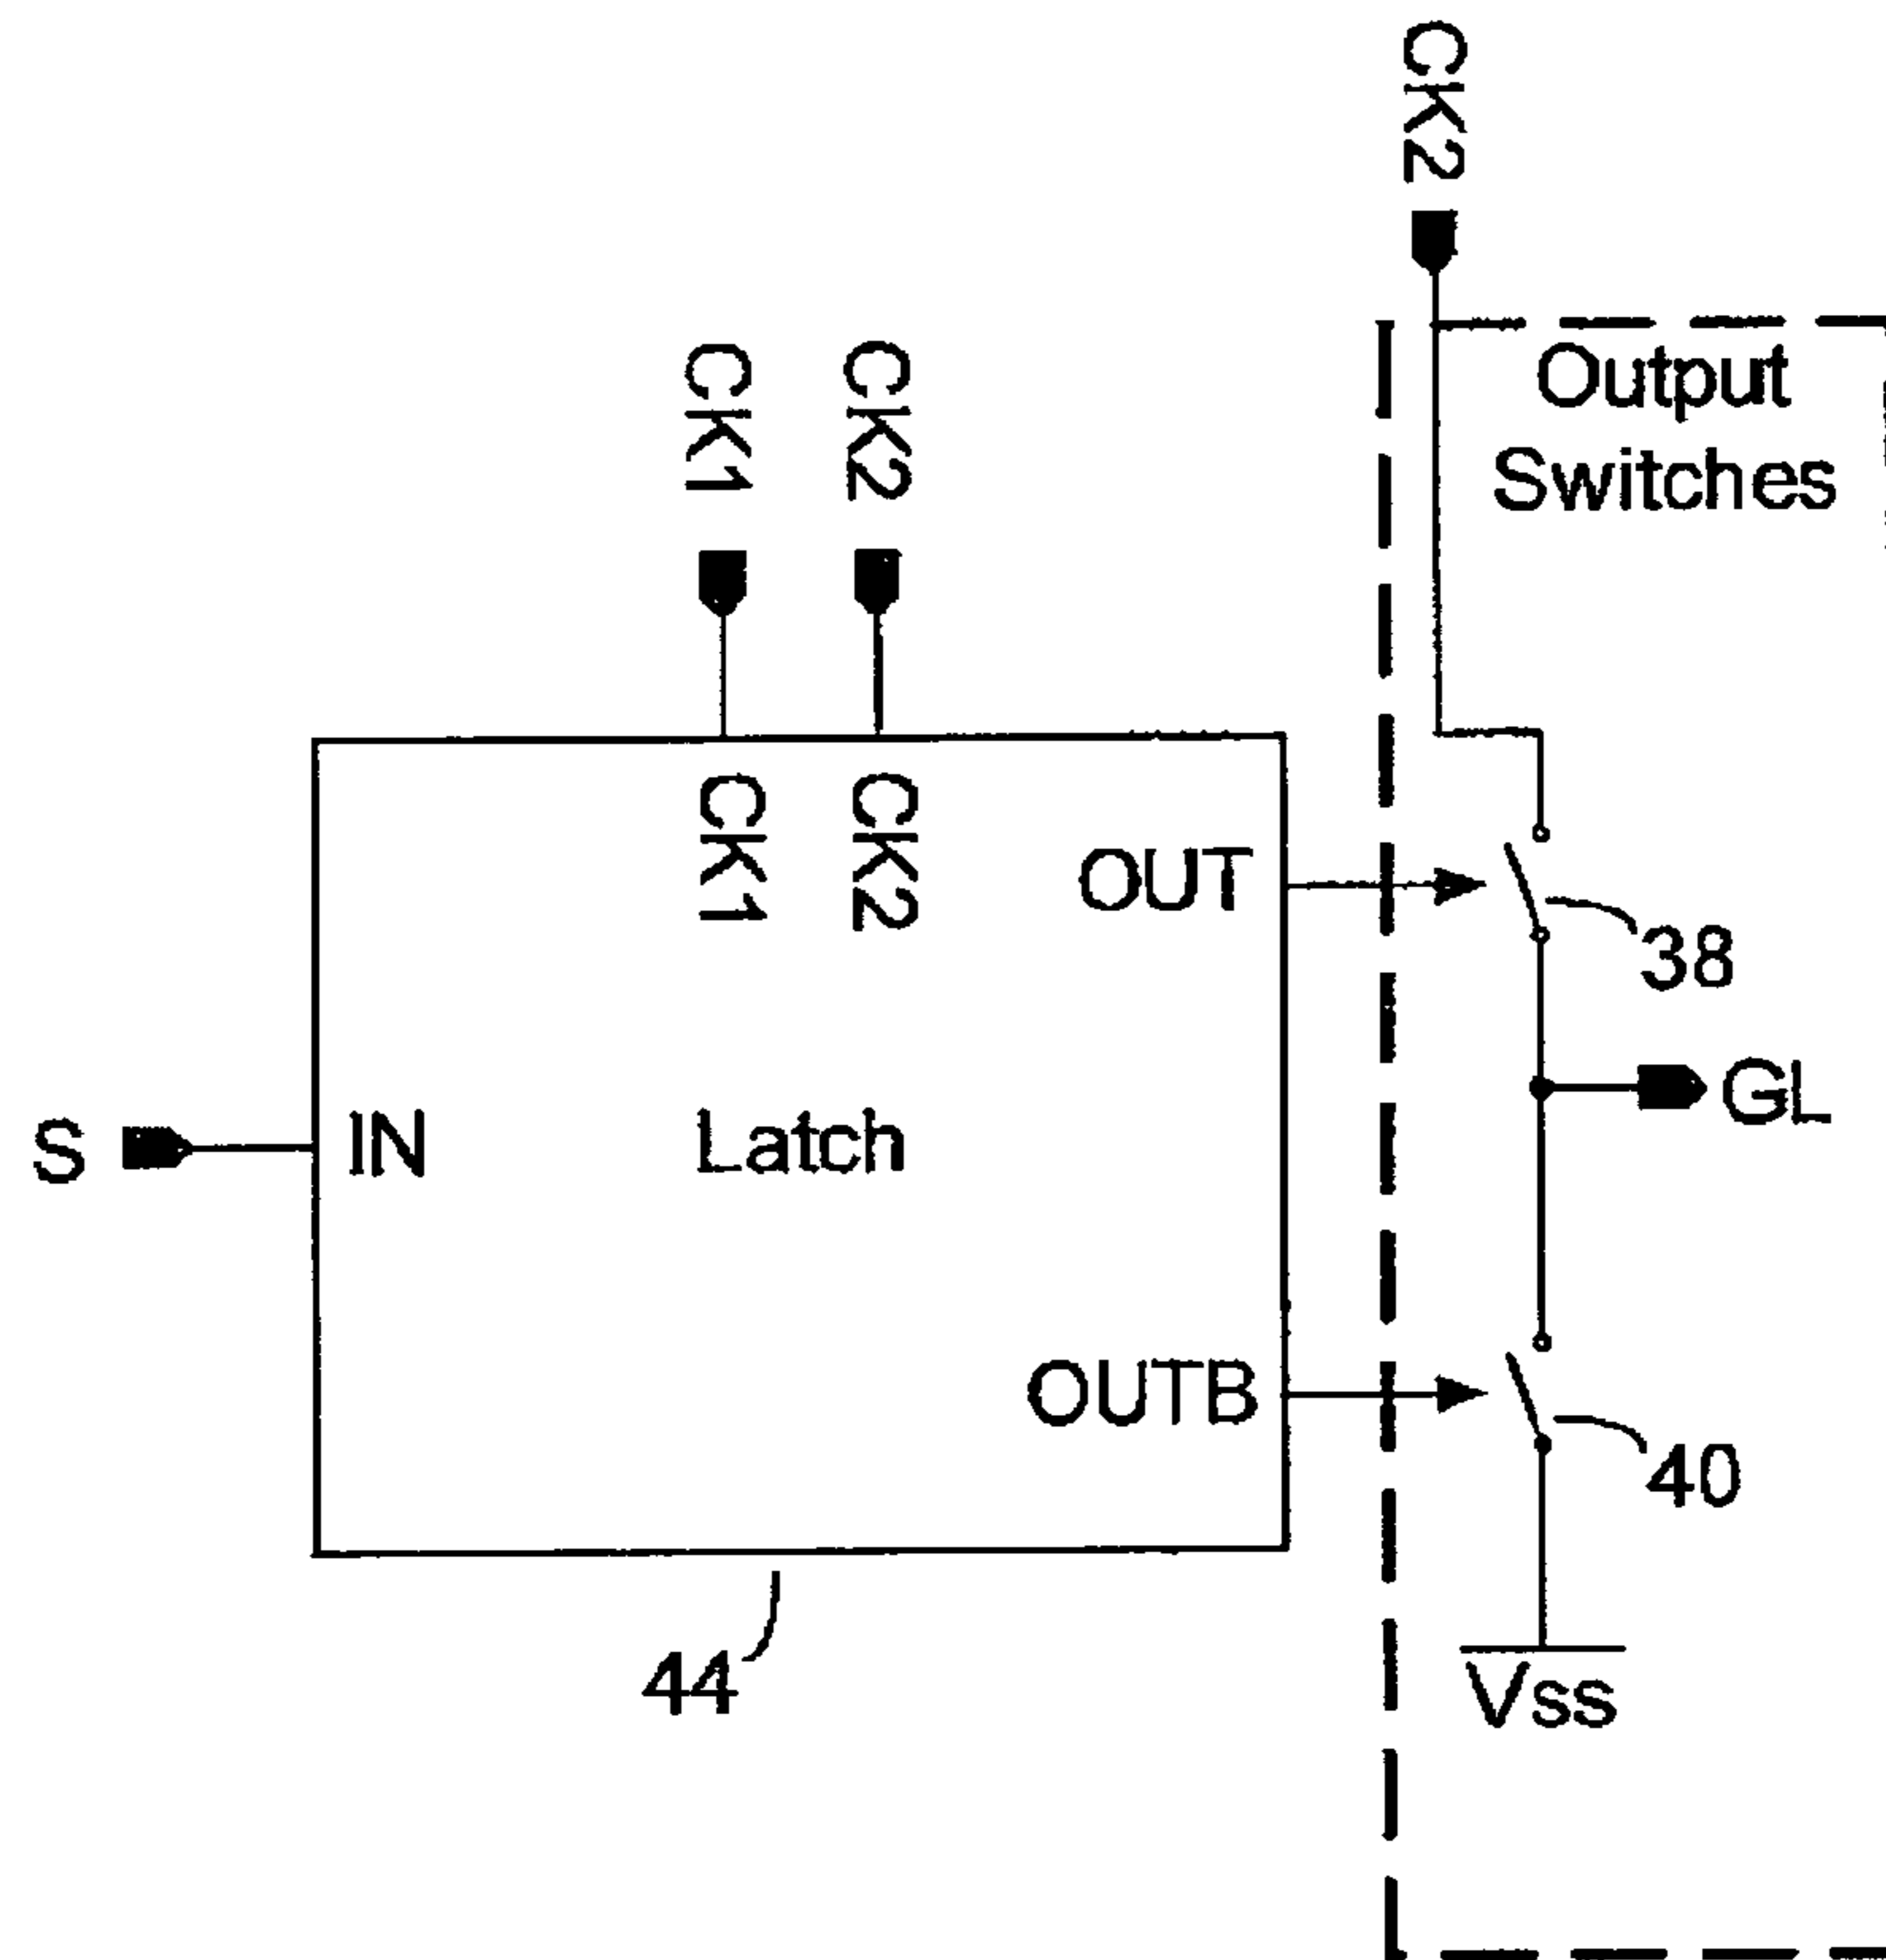 CK2
Output
Switches
CK1
CK2
CK1
CK2
OUT
38
GL
S
IN
Latch
OUTB
40
44
Vss